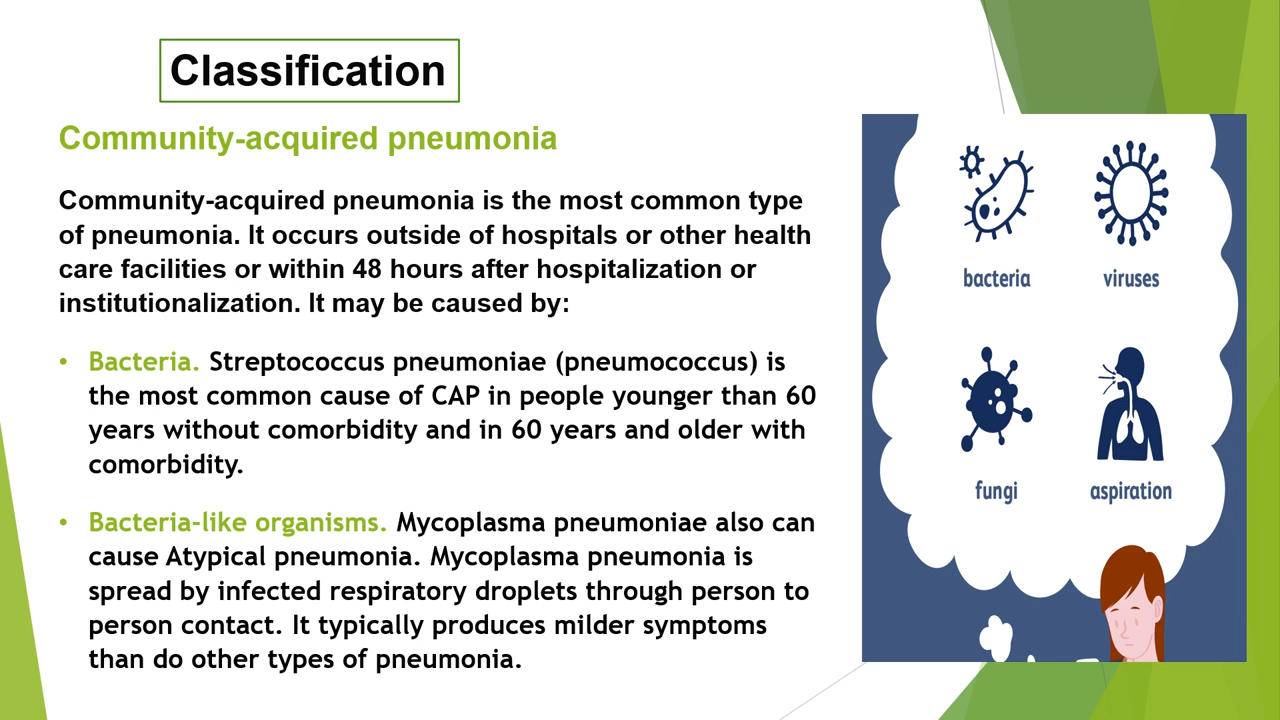 Classification
Community-acquired pneumonia
Community-acquired pneumonia is the most common type
of pneumonia. It occurs outside of hospitals or other health
care facilities or within 48 hours after hospitalization or
institutionalization. It may be caused by:
• Bacteria. Streptococcus pneumoniae (pneumococcus) is
the most common cause of CAP in people younger than 60
years without comorbidity and in 60 years and older with
comorbidity.
• Bacteria-like organisms. Mycoplasma pneumoniae also can
cause Atypical pneumonia. Mycoplasma pneumonia is
spread by infected respiratory droplets through person to
person contact. It typically produces milder symptoms
than do other types of pneumonia.
bacteria
viruses
fungi
aspiration